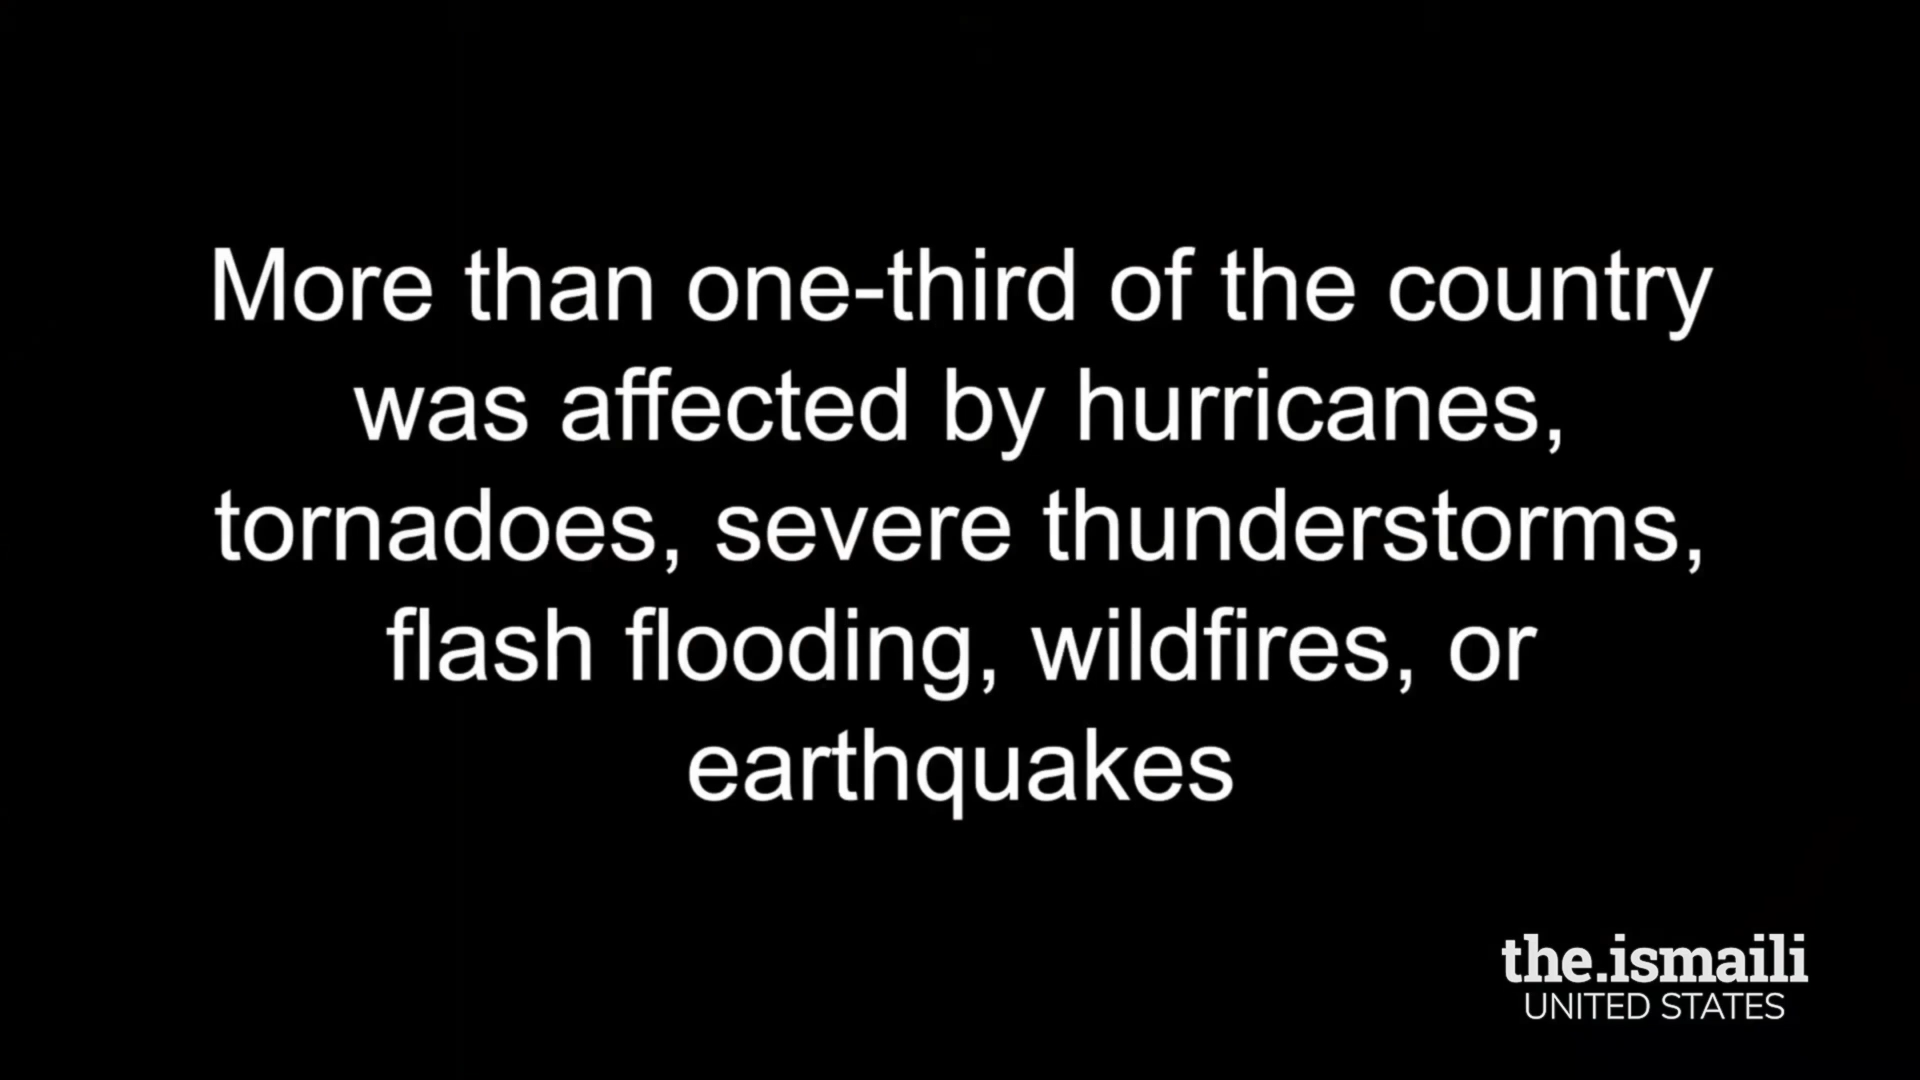 More than one-third of the country
was affected by hurricanes,
tornadoes, severe thunderstorms,
flash flooding, wildfires, or
earthquakes
the.ismaili
UNITED STATES